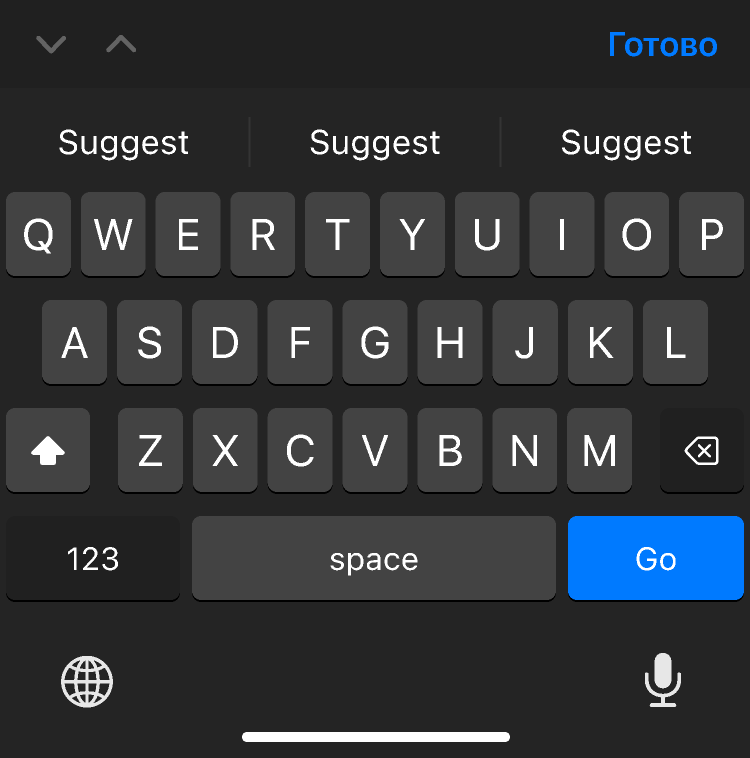 Готово
Suggest Suggest Suggest
Q W E R T Y U I O P
A S D F G H J K L
Z X C V B N M
123 space Go